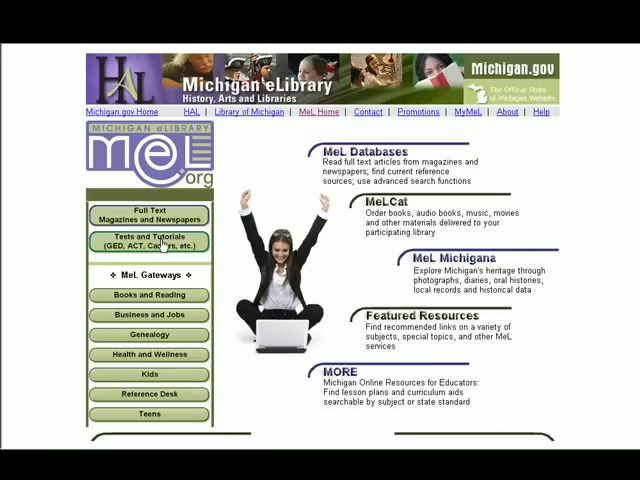 HAL
Michigan eLibrary
History, Arts and Libraries
Michigan.gov
The Official State
of Michigan Website
Michigan.gov Home HAL | Library of Michigan | MeL Home | Contact | Promotions | MyMeL | About | Help
MICHIGAN ELIBRARY
MeL
.org
Full Text
Magazines and Newspapers
Tests and Tutorials
(GED, ACT, etc.)
MeL Gateways
Books and Reading
Business and Jobs
Genealogy
Health and Wellness
Kids
Reference Desk
Teens
MeL Databases
Read full text articles from magazines and
newspapers; find current reference
sources; use advanced search functions
MeLCat
Order books, audio books, music, movies
and other materials delivered to your
participating library
MeL Michigana
Explore Michigan's heritage through
photographs, diaries, oral histories,
local records and historical data
Featured Resources
Find recommended links on a variety of
subjects, special topics, and other MeL
services
MORE
Michigan Online Resources for Educators:
Find lesson plans and curriculum aids
searchable by subject or state standard